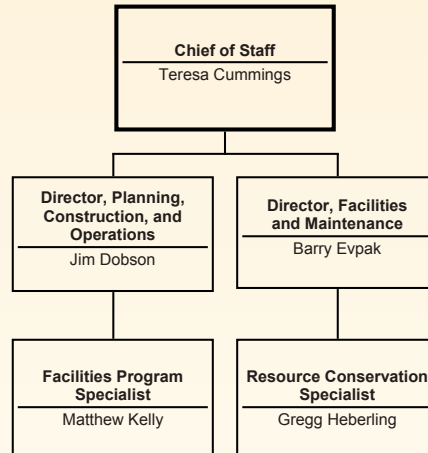 Chief of Staff
Teresa Cummings
Director, Planning,
Construction, and
Operations
Jim Dobson
Director, Facilities
and Maintenance
Barry Evpak
Facilities Program
Specialist
Matthew Kelly
Resource Conservation
Specialist
Gregg Heberling